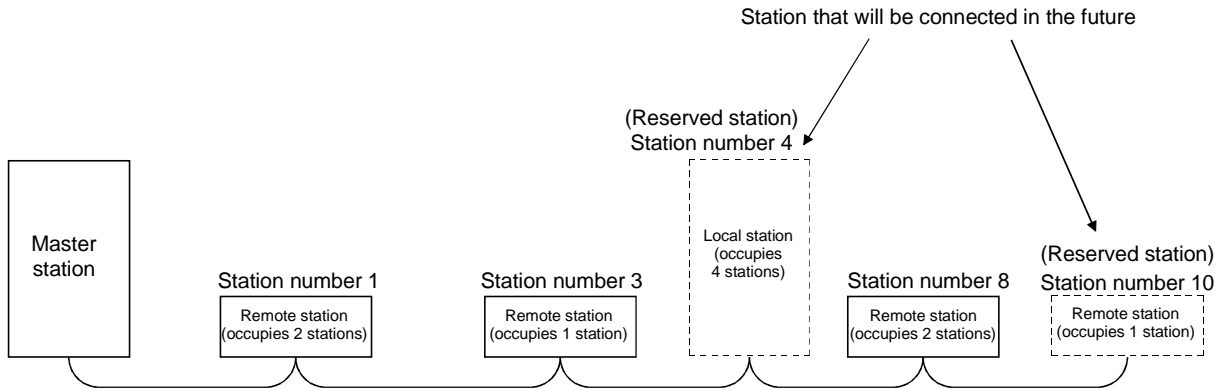 Station that will be connected in the future
(Reserved station)
Station number 4
Master
station
Station number 1
Remote station
(occupies 2 stations)
Station number 3
Remote station
(occupies 1 station)
Local station
(occupies
4 stations)
Station number 8
Remote station
(occupies 2 stations)
(Reserved station)
Station number 10
Remote station
(occupies 1 station)